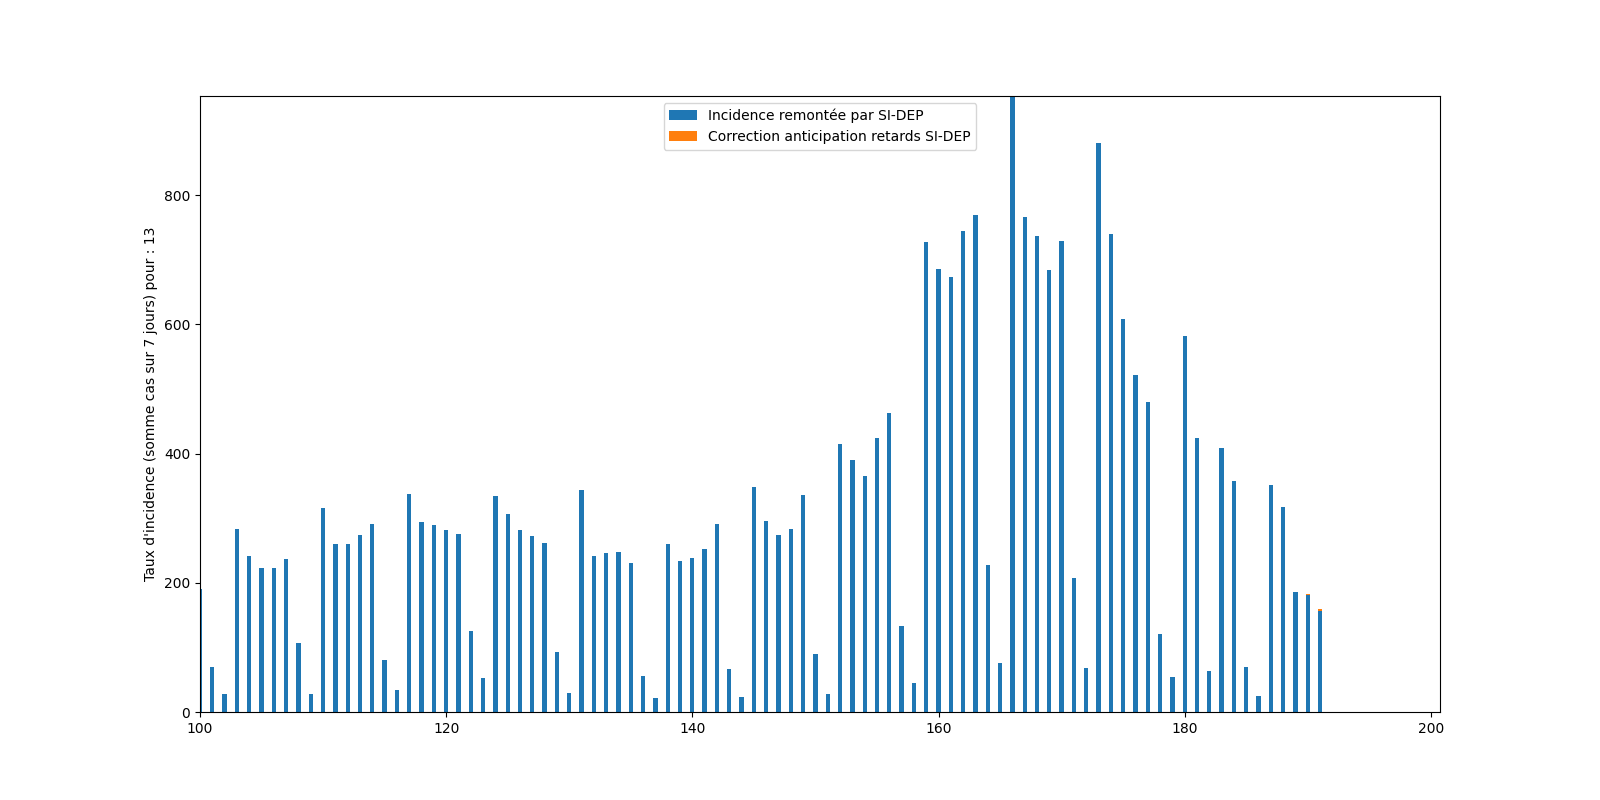 Incidence remontée par SI-DEP
Correction anticipation retards SI-DEP
Taux d'incidence (somme cas sur 7 jours) pour : 13
800
600
400
200
0
100 120 140 160 180 200